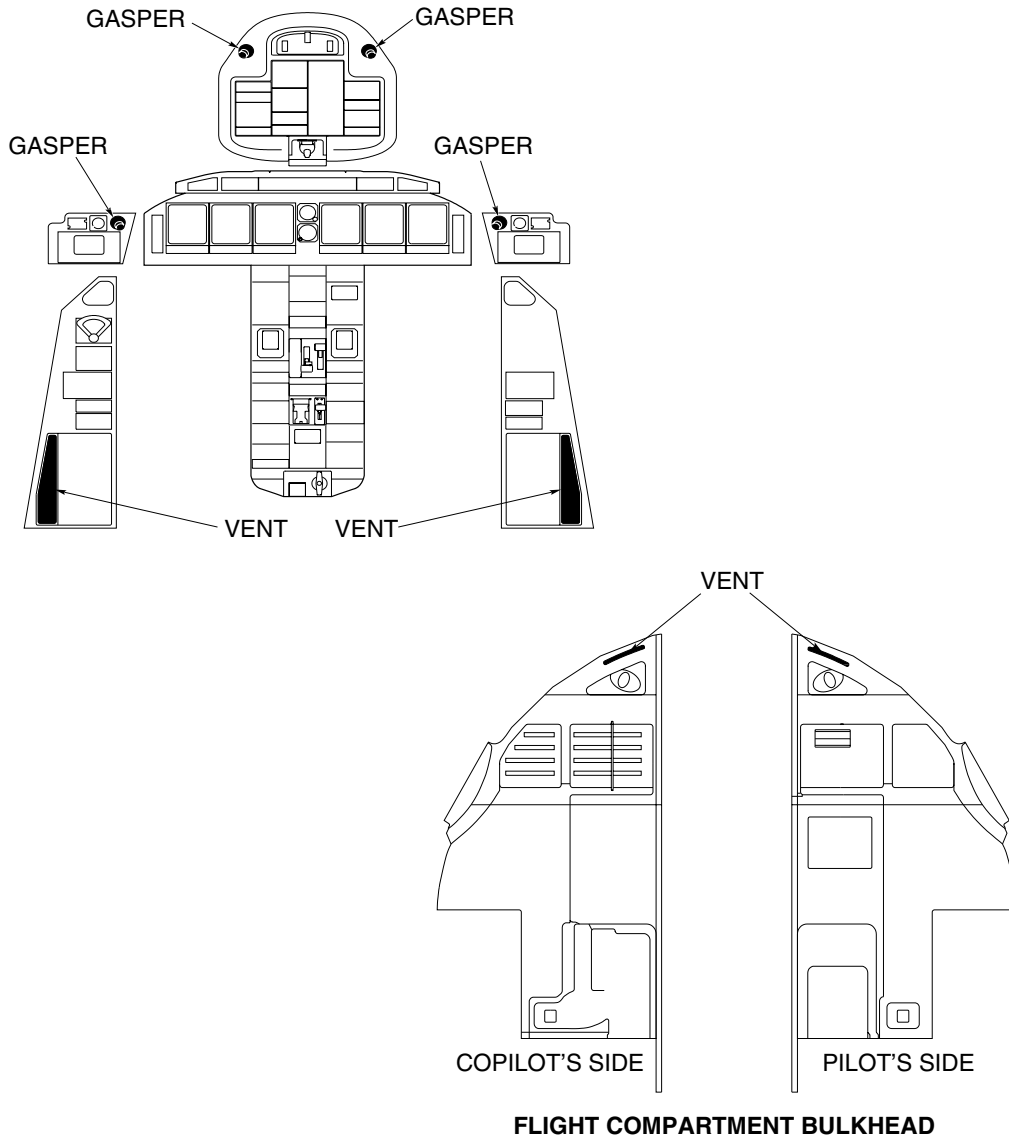 GASPER
GASPER
GASPER
GASPER
VENT
VENT
VENT
COPILOT'S SIDE
PILOT'S SIDE
FLIGHT COMPARTMENT BULKHEAD